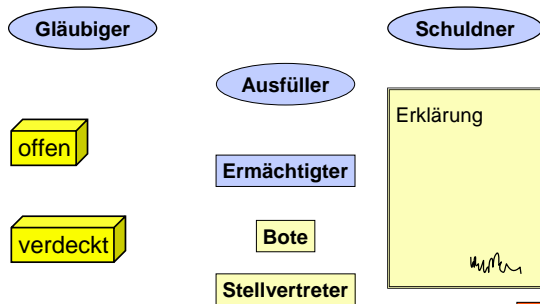 Gläubiger
Schuldner
Ausfüller
Erklärung
offen
Ermächtigter
verdeckt
Bote
Stellvertreter